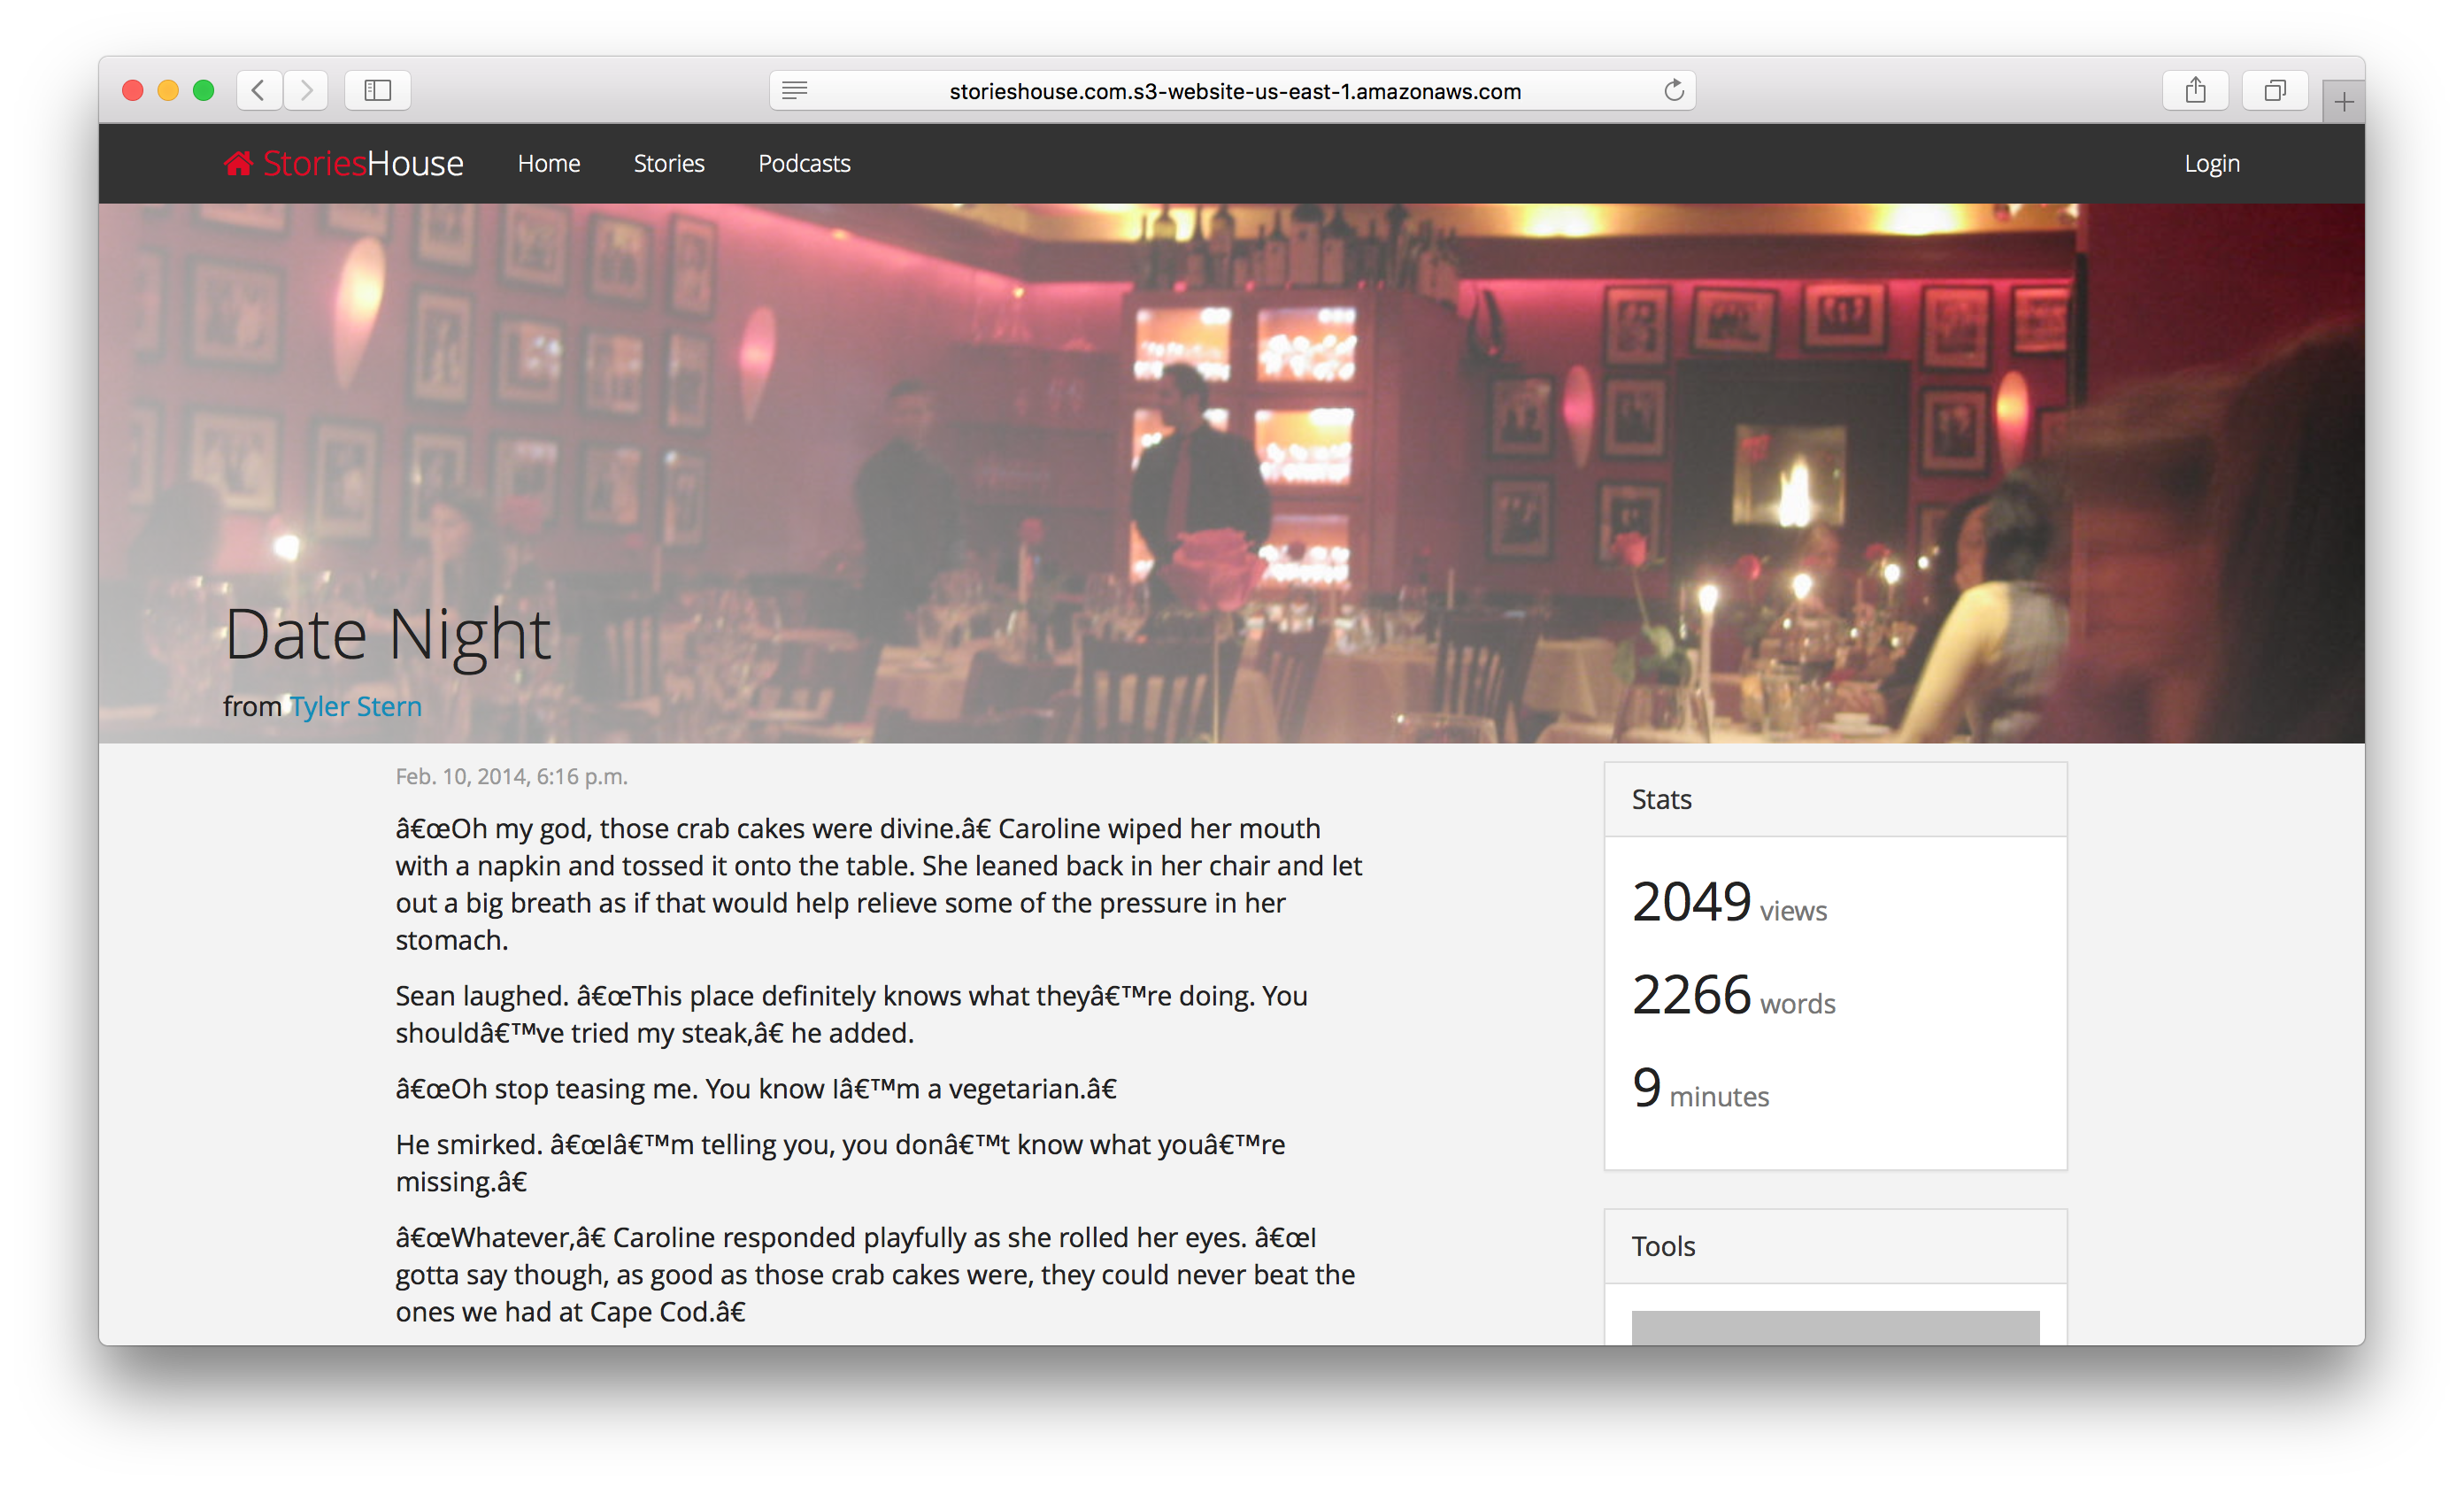 storieshouse.com.s3-website-us-east-1.amazonaws.com
StoriesHouse Home Stories Podcasts Login
Date Night
from Tyler Stern
Feb. 10, 2014, 6:16 p.m.
â€œOh my god, those crab cakes were divine.â€ Caroline wiped her mouth
with a napkin and tossed it onto the table. She leaned back in her chair and let
out a big breath as if that would help relieve some of the pressure in her
stomach.
Sean laughed. â€œThis place definitely knows what theyâ€™re doing. You
shouldâ€™ve tried my steak,â€ he added.
â€œOh stop teasing me. You know Iâ€™m a vegetarian.â€
He smirked. â€œIâ€™m telling you, you donâ€™t know what youâ€™re
missing.â€
â€œWhatever,â€ Caroline responded playfully as she rolled her eyes. â€œI
gotta say though, as good as those crab cakes were, they could never beat the
ones we had at Cape Cod.â€
Stats
2049 views
2266 words
9 minutes
Tools